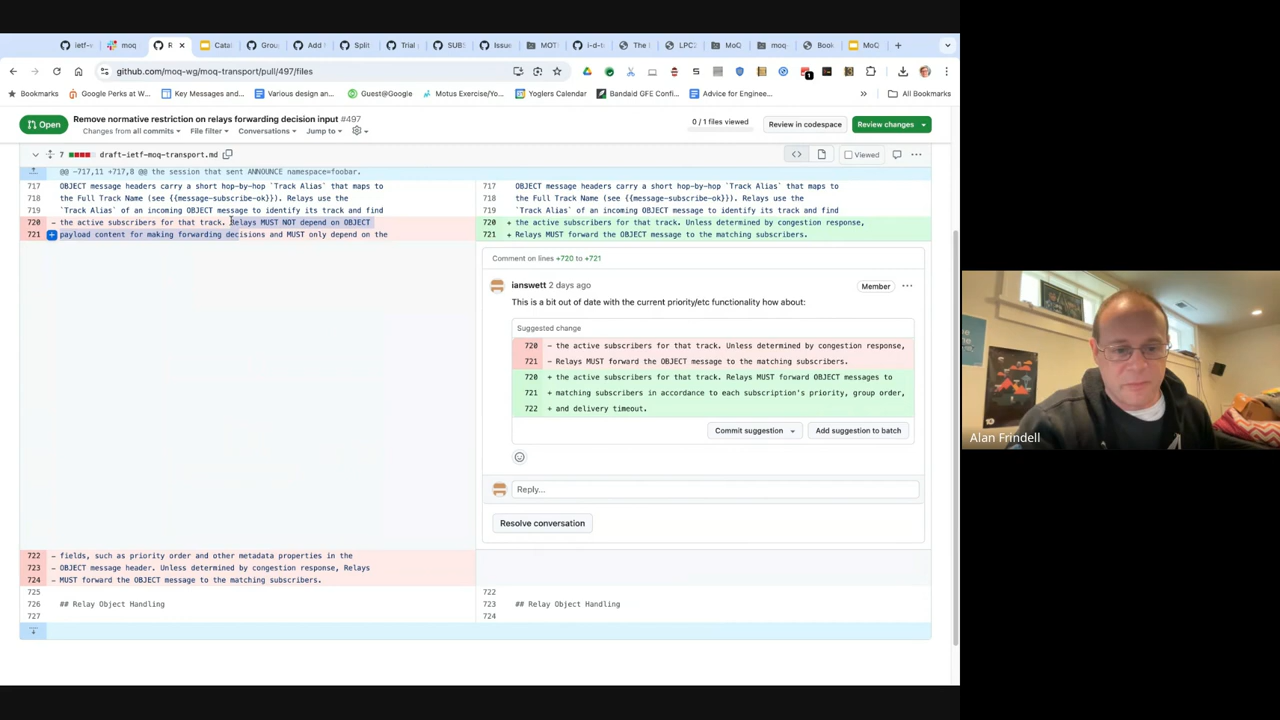 ietf-
moq
R
Catal
Grou
Add f
Split
Trial
SUBS
Issue
MOTI
i-d-t
The I
LPC2
MoQ
moq
Book
MoQ
github.com/moq-wg/moq-transport/pull/497/files
1
Bookmarks
Google Perks at W...
Key Messages and...
Various design an...
Guest@Google
Motus Exercise/Yo...
Yoglers Calendar
Bandaid GFE Confi...
Advice for Enginee...
All Bookmarks
Open
Remove normative restriction on relays forwarding decision input #497
Changes from all commits
File filter
Conversations
Jump to
0 / 1 files viewed
Review in codespace
Review changes
7
draft-ietf-moq-transport.md
Viewed
@@ -717,11 +717,8 @@ the session that sent ANNOUNCE namespace=foobar.
717 OBJECT message headers carry a short hop-by-hop `Track Alias` that maps to
718 the Full Track Name (see {{message-subscribe-ok}}). Relays use the
719 `Track Alias` of an incoming OBJECT message to identify its track and find
720 - the active subscribers for that track. Relays MUST NOT depend on OBJECT
721 - payload content for making forwarding decisions and MUST only depend on the
717 OBJECT message headers carry a short hop-by-hop `Track Alias` that maps to
718 the Full Track Name (see {{message-subscribe-ok}}). Relays use the
719 `Track Alias` of an incoming OBJECT message to identify its track and find
720 + the active subscribers for that track. Unless determined by congestion response,
721 + Relays MUST forward the OBJECT message to the matching subscribers.
Comment on lines +720 to +721
ianswett 2 days ago
Member
This is a bit out of date with the current priority/etc functionality how about:
Suggested change
720 - the active subscribers for that track. Unless determined by congestion response,
721 - Relays MUST forward the OBJECT message to the matching subscribers.
720 + the active subscribers for that track. Relays MUST forward OBJECT messages to
721 + matching subscribers in accordance to each subscription's priority, group order,
722 + and delivery timeout.
Commit suggestion
Add suggestion to batch
Reply...
Resolve conversation
722 - fields, such as priority order and other metadata properties in the
723 - OBJECT message header. Unless determined by congestion response, Relays
724 - MUST forward the OBJECT message to the matching subscribers.
725
726 ## Relay Object Handling
727
722
723 ## Relay Object Handling
724
Alan Frindell